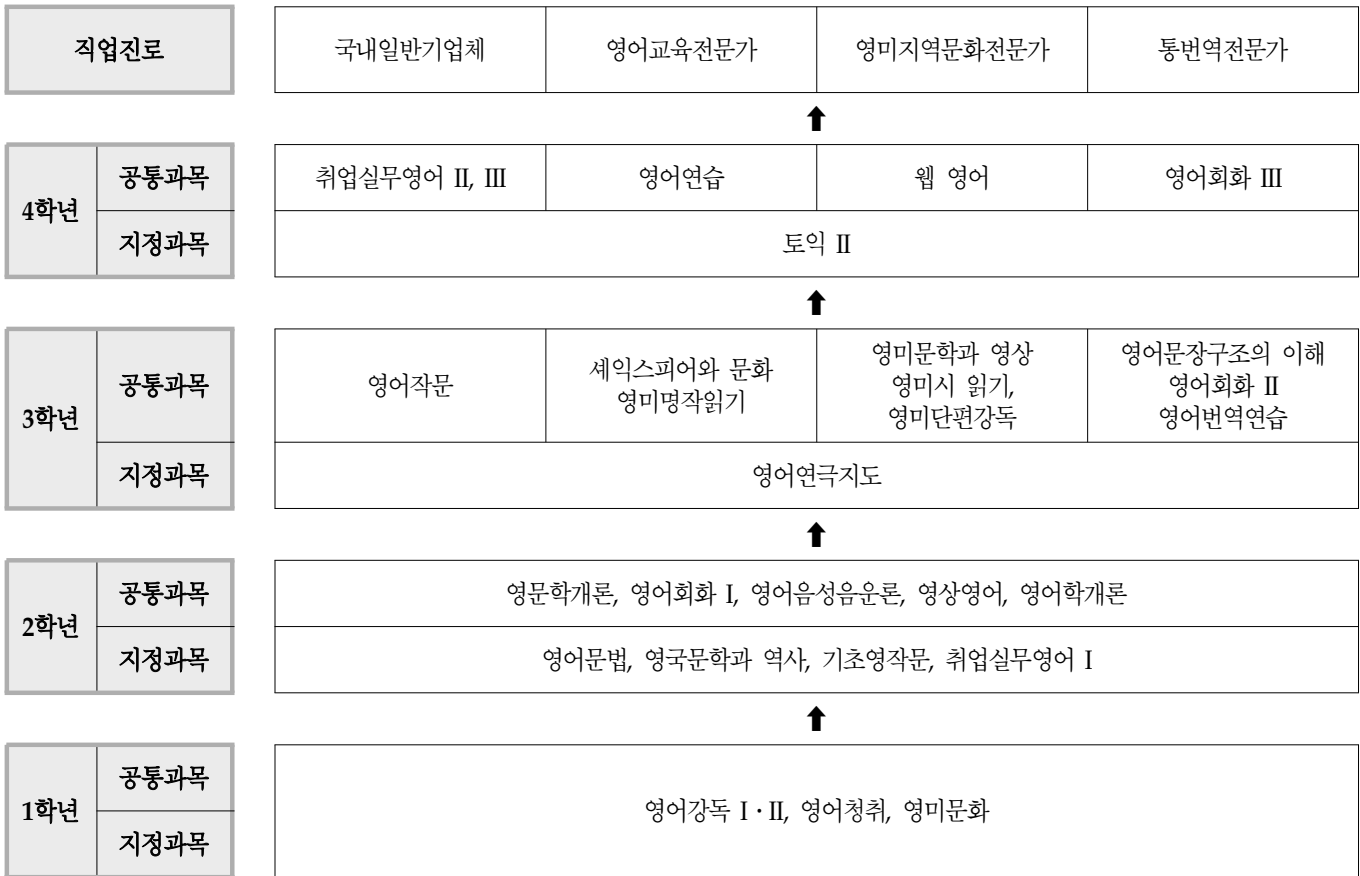 직업진로
국내일반기업체
영어교육전문가
영미지역문화전문가
통번역전문가
4학년
공통과목
취업실무영어 II, III
영어연습
웹 영어
영어회화 III
지정과목
토익 II
3학년
공통과목
영어작문
셰익스피어와 문화
영미명작읽기
영미문학과 영상
영미시 읽기,
영미단편강독
영어문장구조의 이해
영어회화 II
영어번역연습
지정과목
영어연극지도
2학년
공통과목
영문학개론, 영어회화 I, 영어음성음운론, 영상영어, 영어학개론
지정과목
영어문법, 영국문학과 역사, 기초영작문, 취업실무영어 I
1학년
공통과목
지정과목
영어강독 I · II, 영어청취, 영미문화